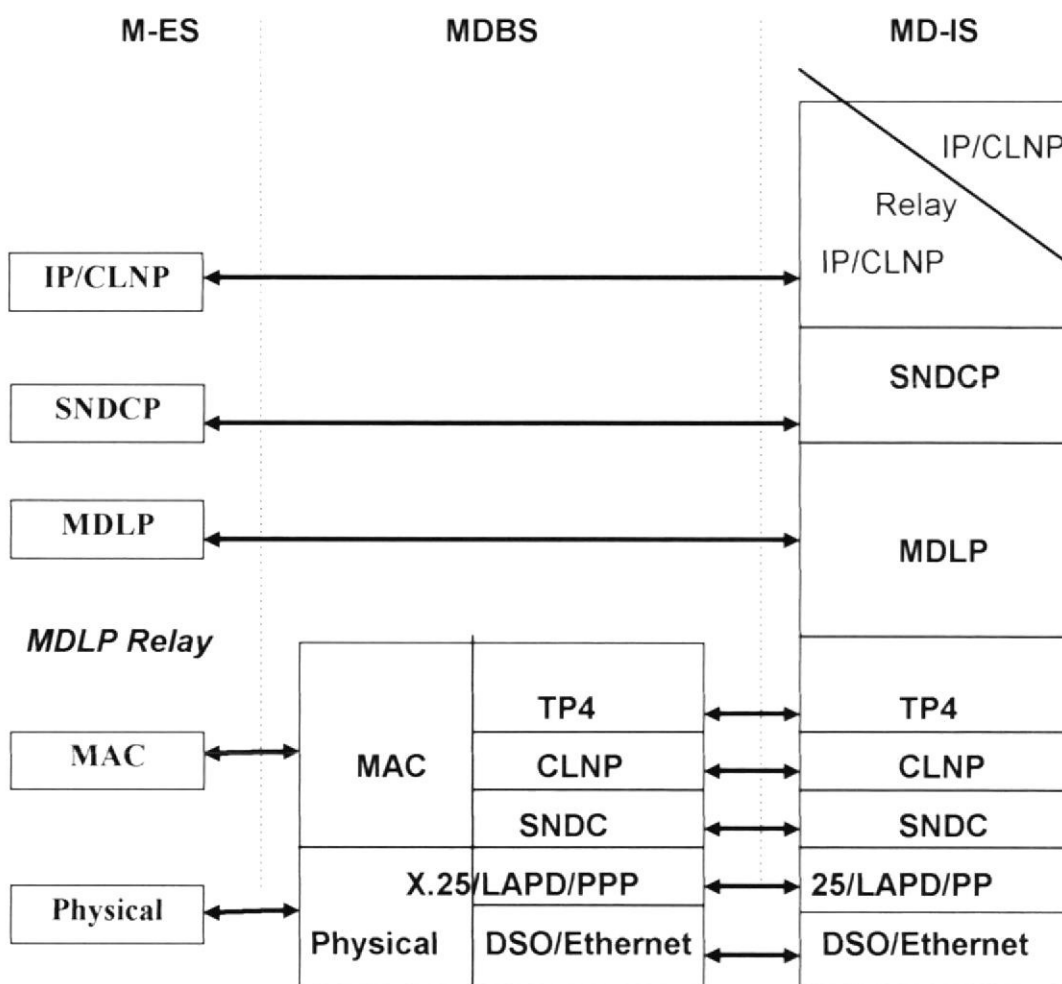 M-ES MDBS MD-IS
IP/CLNP
Relay
IP/CLNP IP/CLNP
SNDCP SNDCP
MDLP MDLP
MDLP Relay
TP4 TP4
MAC MAC CLNP CLNP
SNDC SNDC
X.25/LAPD/PPP 25/LAPD/PP
Physical
Physical DSO/Ethernet DSO/Ethernet